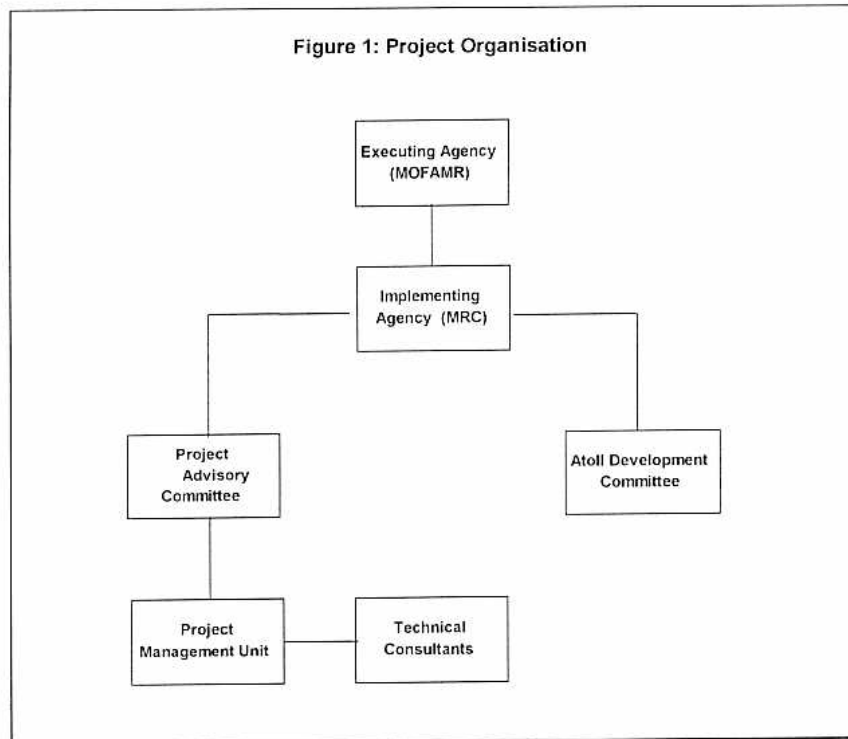 Figure 1: Project Organisation
Executing Agency
(MOFAMR)
Implementing
Agency (MRC)
Project
Advisory
Committee
Atoll Development
Committee
Project
Management Unit
Technical
Consultants